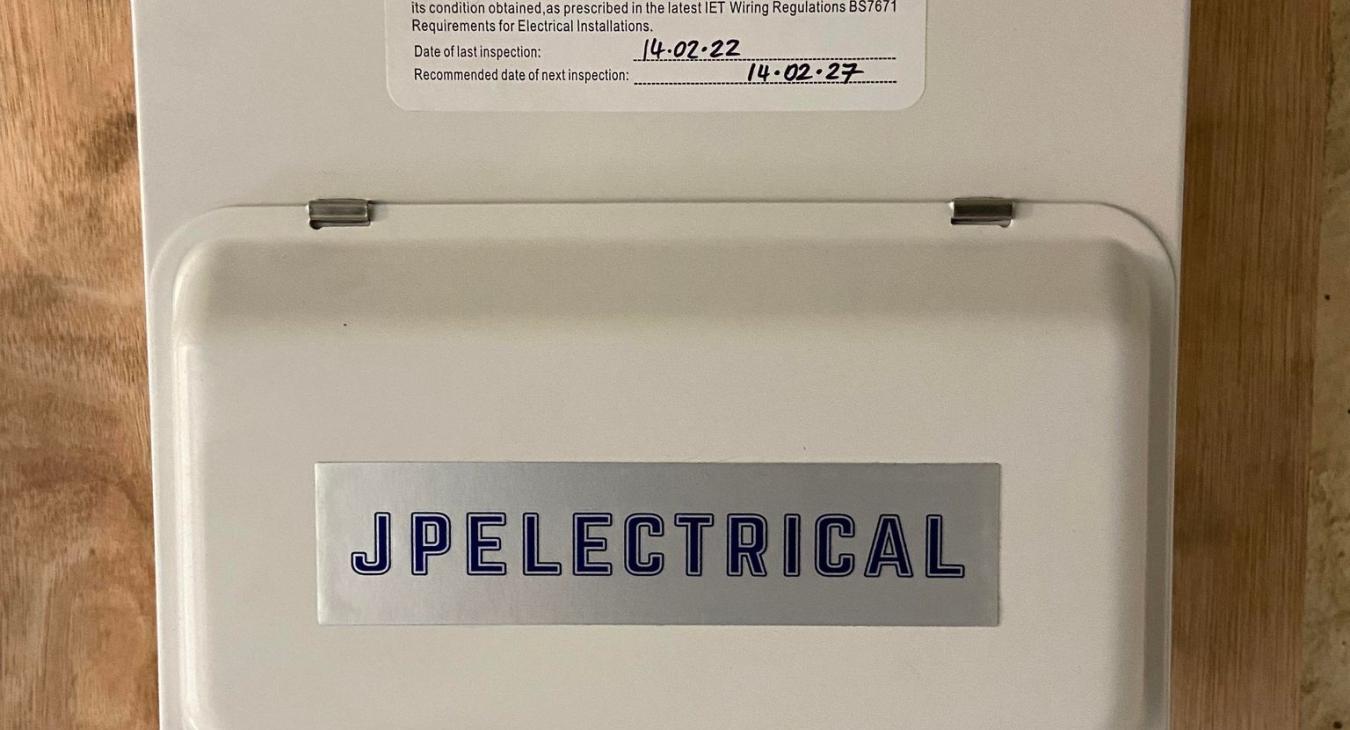 its condition obtained,as prescribed in the latest IET Wiring Regulations BS7671
Requirements for Electrical Installations.
Date of last inspection: 14.02.22
Recommended date of next inspection: 14.02.27
JPELECTRICAL